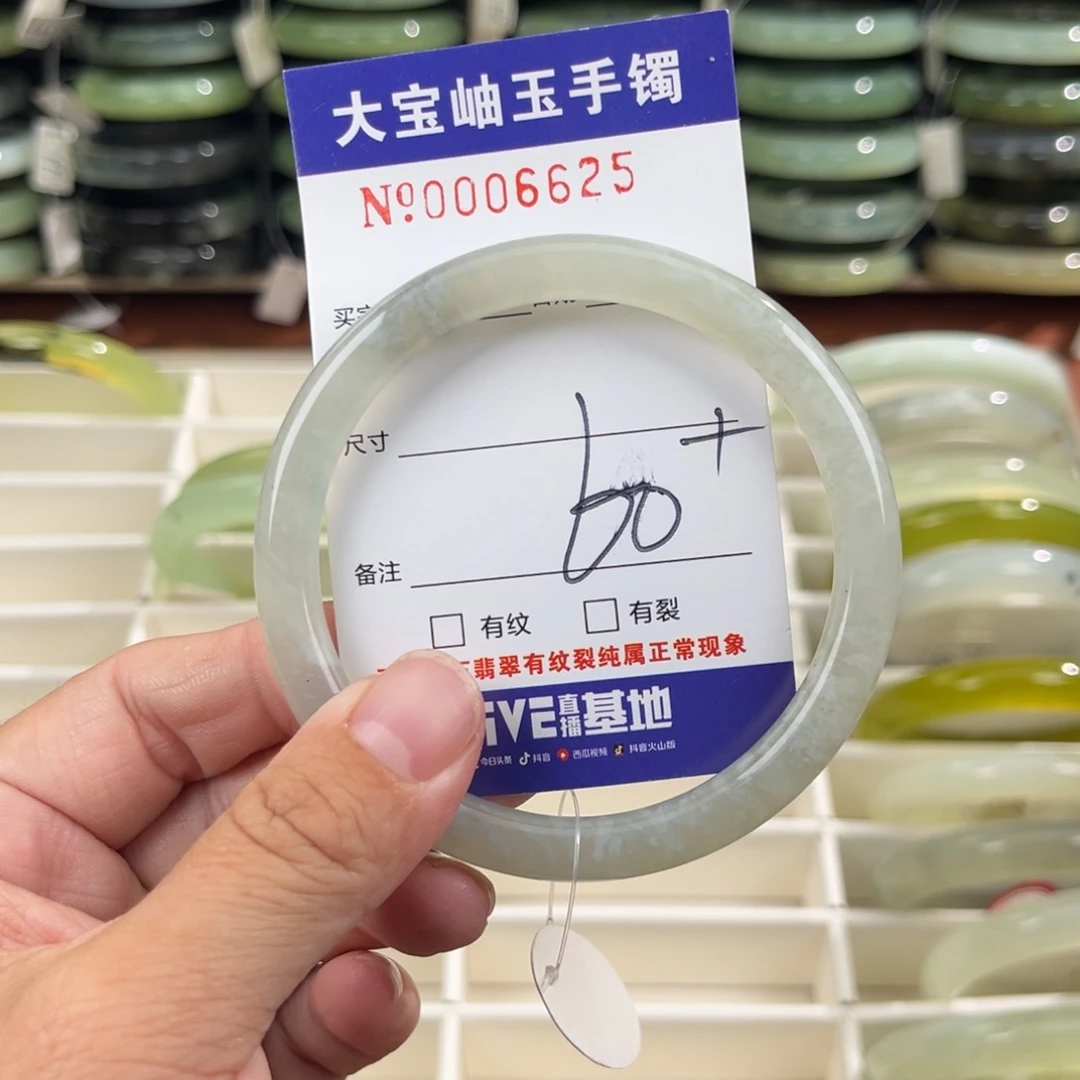 大宝岫玉手镯
Nº0006625
尺寸 60+
备注
有纹 有裂
翡翠有纹裂纯属正常现象
直播基地
今日头条 抖音 西瓜视频 抖音火山版